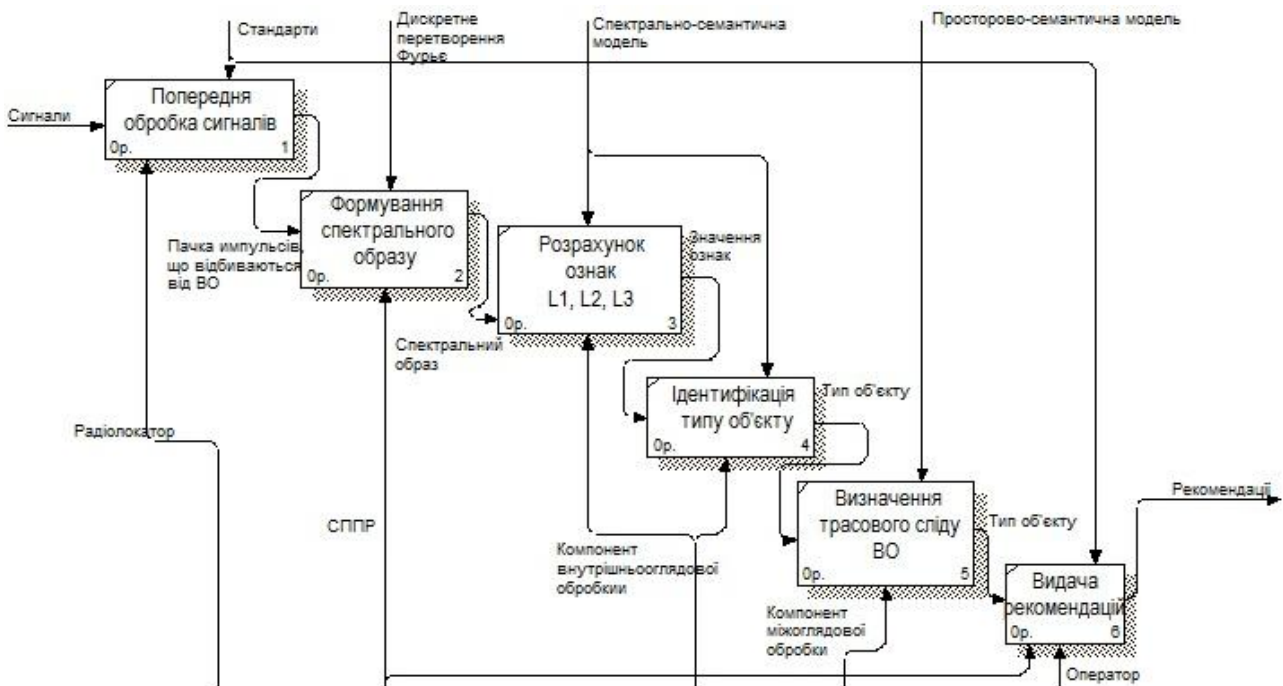 Стандарти
Дискретне
перетворення
Фурьє
Спектрально-семантична
модель
Просторово-семантична модель
Сигнали
Попередня
обробка сигналів
0р. 1
Пачка импульсів,
що відбиваються
від ВО
Формування
спектрального
образу
0р. 2
Спектральний
образ
Розрахунок
ознак
L1, L2, L3
0р. 3
Значення
ознак
Ідентифікація
типу об'єкту
0р. 4
Тип об'єкту
Визначення
трасового сліду
ВО
0р. 5
Тип об'єкту
Видача
рекомендацій
0р. 6
Рекомендації
Радіолокатор
СППР
Компонент
внутрішньооглядової
обробкии
Компонент
міжоглядової
обробки
Оператор